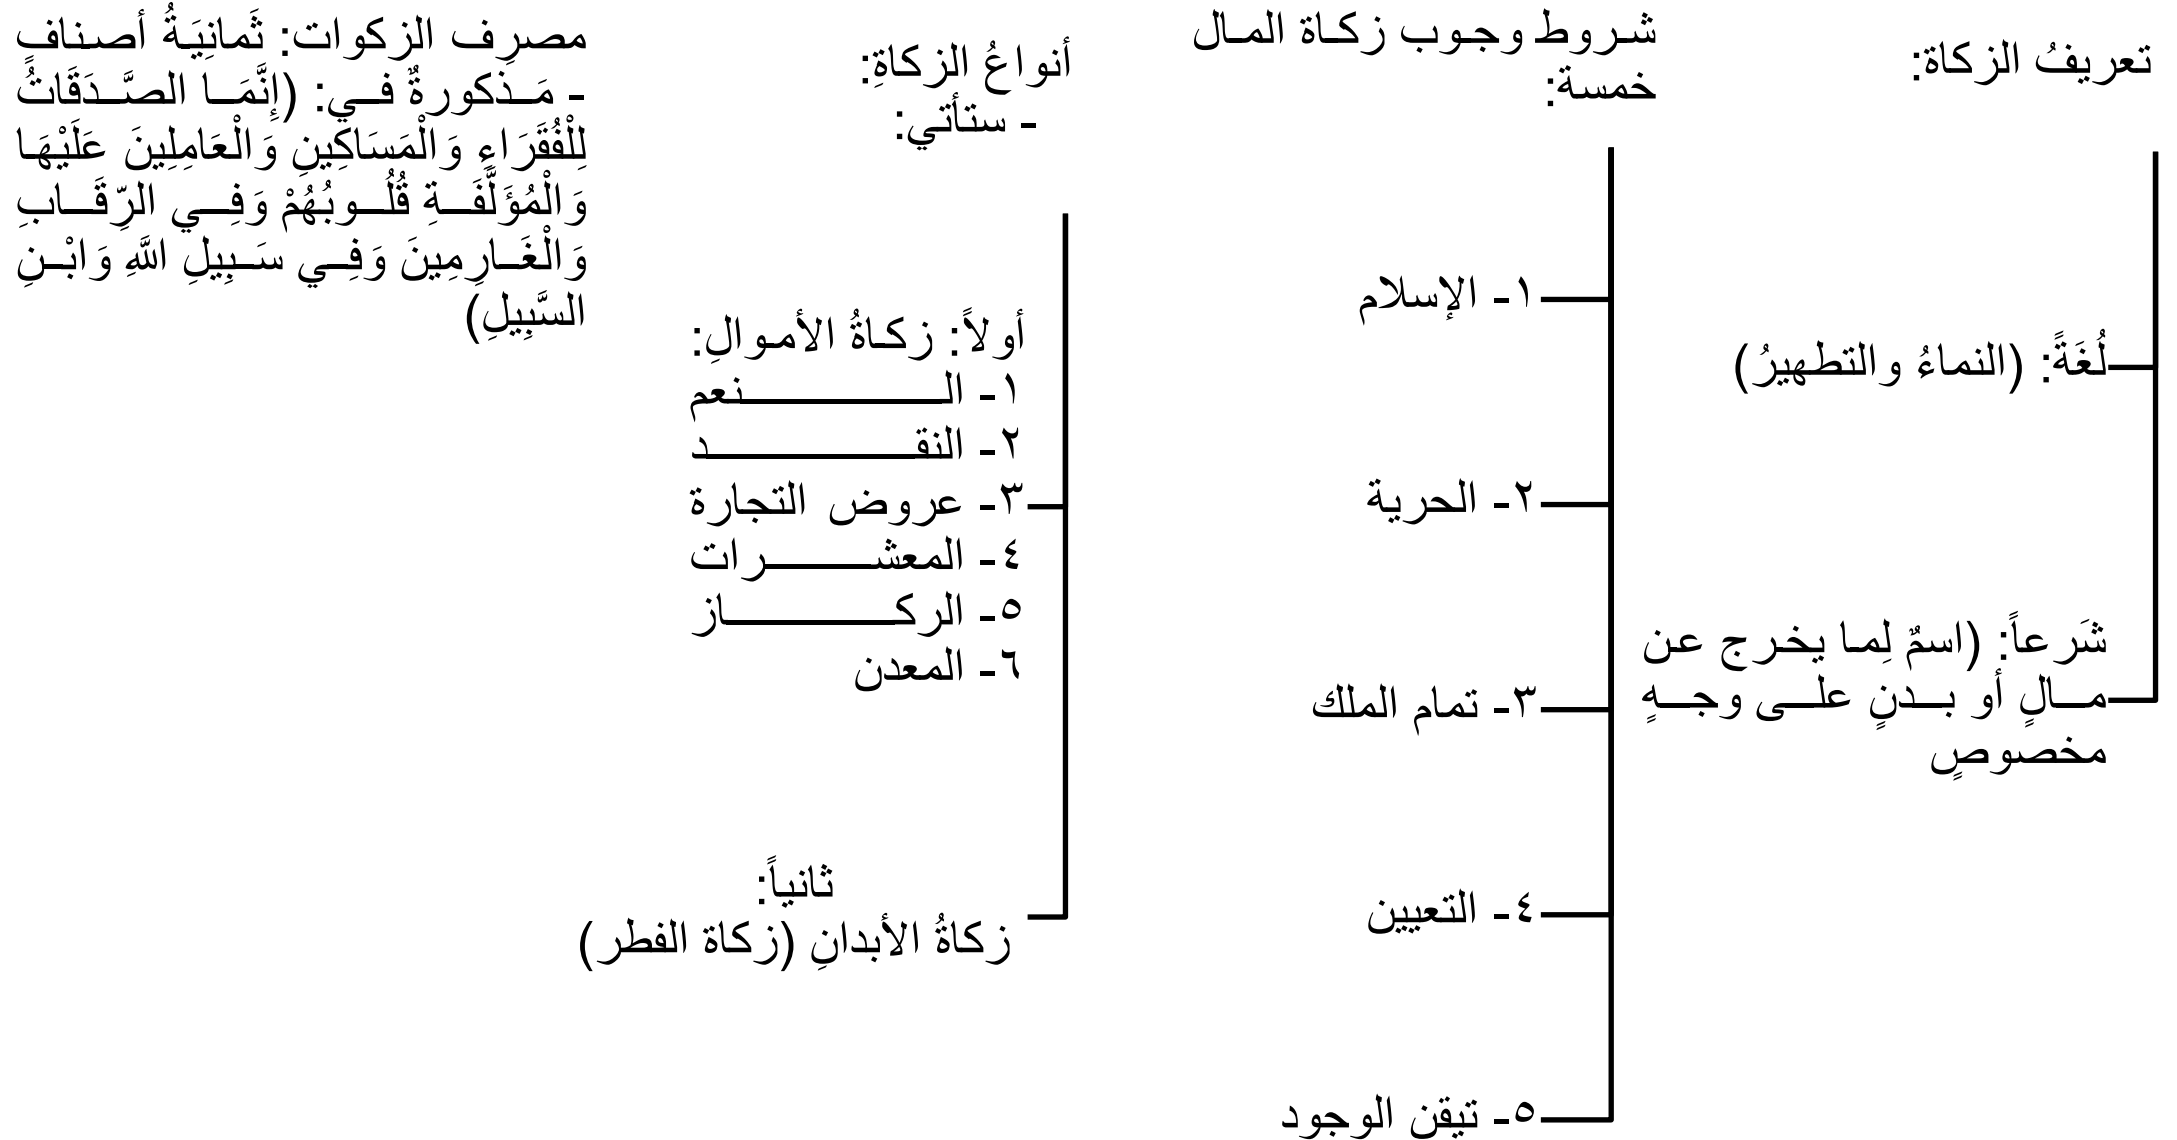 تعريفُ الزكاة:
لُغَةً: (النماءُ والتطهيرُ)
شَرعاً: (اسمٌ لِما يخرج عن
مالٍ أو بدنٍ على وجهٍ
مخصوصٍ
شروط وجوب زكاة المال
خمسة:
١- الإسلام
٢- الحرية
٣- تمام الملك
٤- التعيين
٥- تيقن الوجود
أنواعُ الزكاةِ:
- ستأتي:
أولاً: زكاةُ الأموالِ:
١- النعم
٢- النقد
٣- عروض التجارة
٤- المعشرات
٥- الركاز
٦- المعدن
ثانياً:
زكاةُ الأبدانِ (زكاة الفطر)
مصرِف الزكوات: ثَمانِيَةُ أصنافٍ
- مَذكورةٌ في: (إِنَّمَا الصَّدَقَاتُ
لِلْفُقَرَاءِ وَالْمَسَاكِينِ وَالْعَامِلِينَ عَلَيْهَا
وَالْمُؤَلَّفَةِ قُلُوبُهُمْ وَفِي الرِّقَابِ
وَالْغَارِمِينَ وَفِي سَبِيلِ اللَّهِ وَابْنِ
السَّبِيلِ)